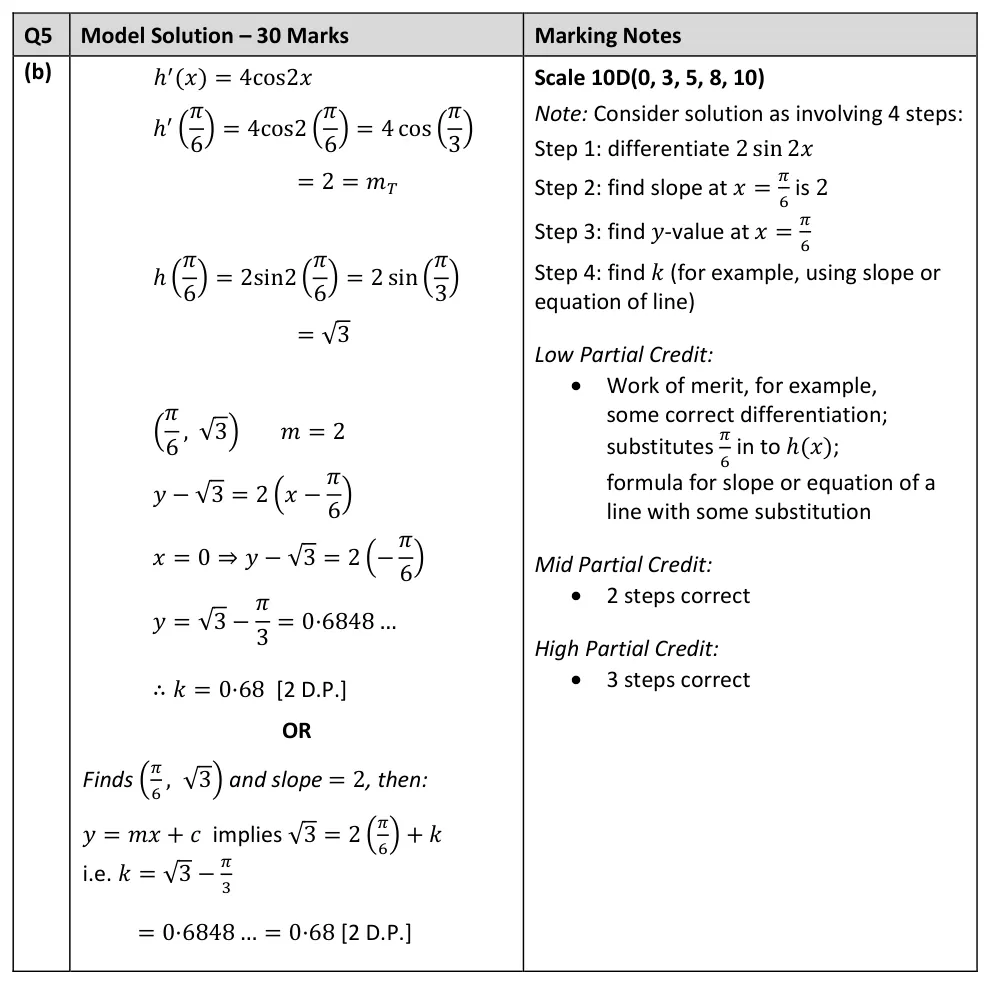 Q5 Model Solution – 30 Marks Marking Notes
(b)
h′(x) = 4cos2x
h′(π/6) = 4cos2(π/6) = 4 cos(π/3)
= 2 = m_T
h(π/6) = 2sin2(π/6) = 2 sin(π/3)
= √3
(π/6, √3) m = 2
y − √3 = 2(x − π/6)
x = 0 ⇒ y − √3 = 2(−π/6)
y = √3 − π/3 = 0·6848 …
∴ k = 0·68 [2 D.P.]
OR
Finds (π/6, √3) and slope = 2, then:
y = mx + c implies √3 = 2(π/6) + k
i.e. k = √3 − π/3
= 0·6848 … = 0·68 [2 D.P.]
Scale 10D(0, 3, 5, 8, 10)
Note: Consider solution as involving 4 steps:
Step 1: differentiate 2 sin 2x
Step 2: find slope at x = π/6 is 2
Step 3: find y-value at x = π/6
Step 4: find k (for example, using slope or
equation of line)
Low Partial Credit:
• Work of merit, for example,
some correct differentiation;
substitutes π/6 in to h(x);
formula for slope or equation of a
line with some substitution
Mid Partial Credit:
• 2 steps correct
High Partial Credit:
• 3 steps correct